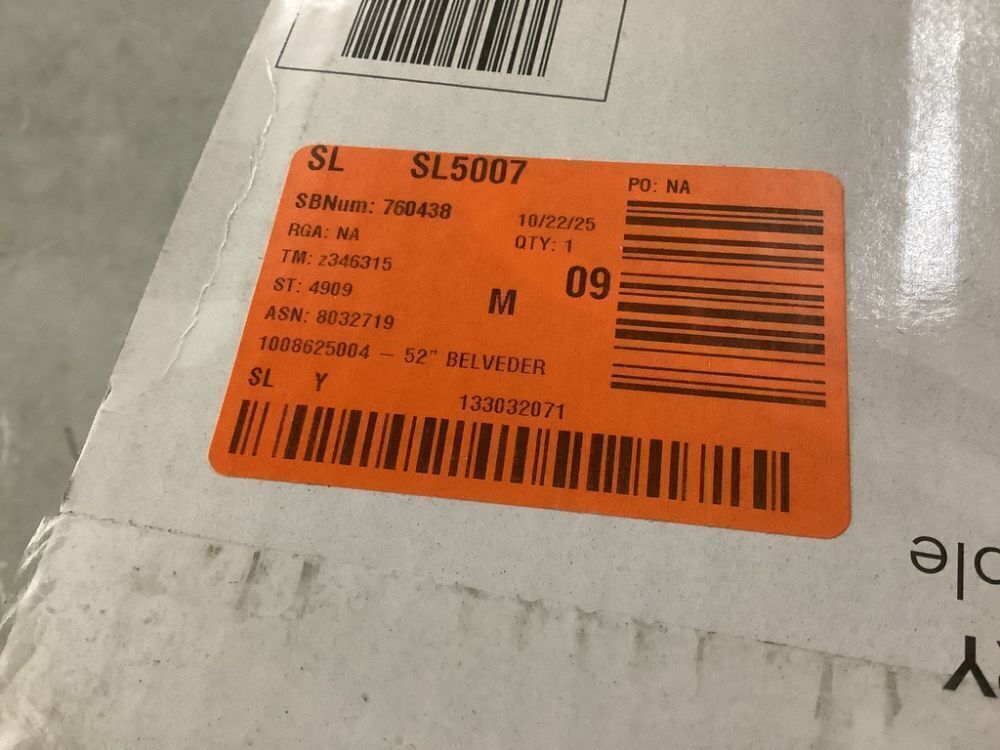 SL SL5007
PO: NA
SBNum: 760438
10/22/25
RGA: NA
QTY: 1
TM: z346315
ST: 4909
M 09
ASN: 8032719
1008625004 – 52" BELVEDER
SL Y
133032071